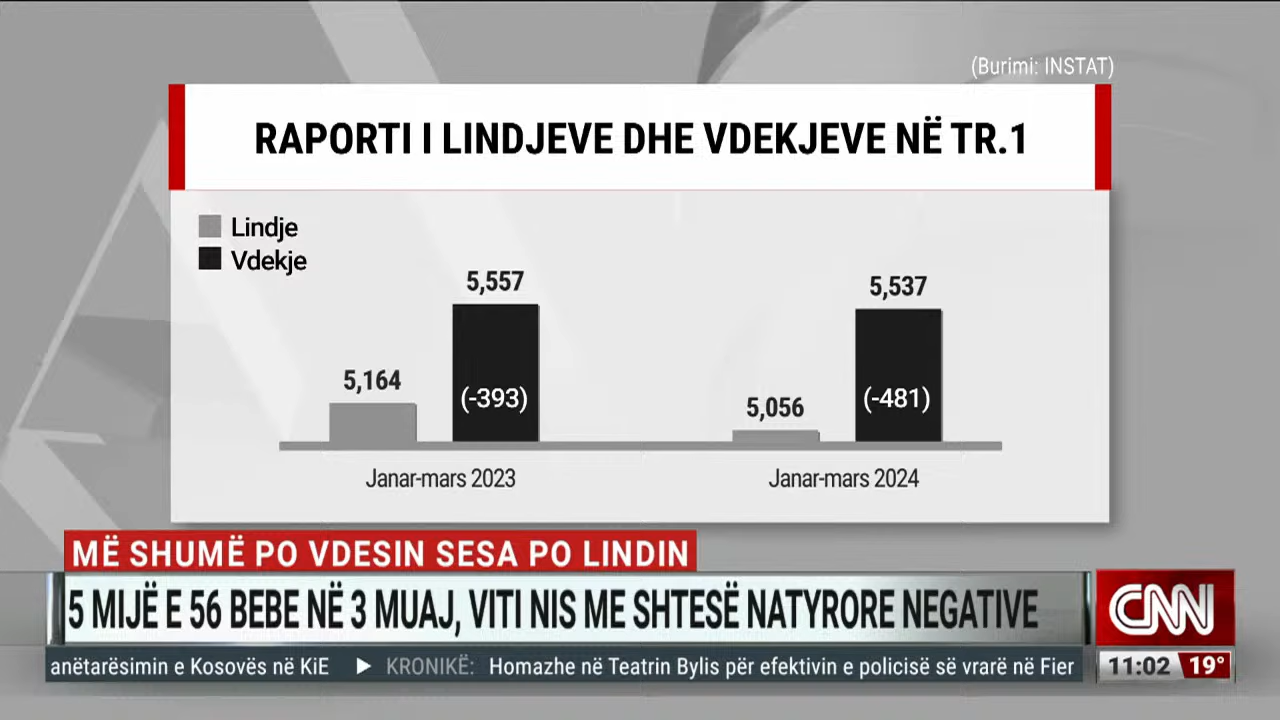 (Burimi: INSTAT)
RAPORTI I LINDJEVE DHE VDEKJEVE NË TR.1
Lindje
Vdekje
5,164
5,557
(-393)
5,056
5,537
(-481)
Janar-mars 2023
Janar-mars 2024
MË SHUMË PO VDESIN SESA PO LINDIN
5 MIJË E 56 BEBE NË 3 MUAJ, VITI NIS ME SHTESË NATYRORE NEGATIVE
CNN
anëtarësimin e Kosovës në KiE ▶ KRONIKË: Homazhe në Teatrin Bylis për efektivin e policisë së vrarë në Fier
11:02 19°